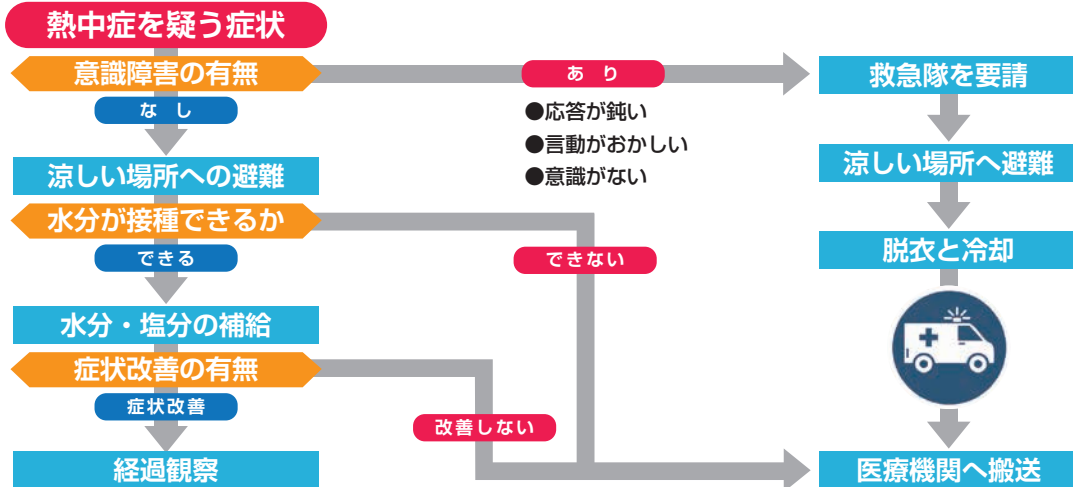 熱中症を疑う症状
意識障害の有無
あり
救急隊を要請
なし
●応答が鈍い
●言動がおかしい
●意識がない
涼しい場所への避難
涼しい場所へ避難
水分が接種できるか
できる
できない
脱衣と冷却
水分・塩分の補給
症状改善の有無
症状改善
改善しない
経過観察
医療機関へ搬送